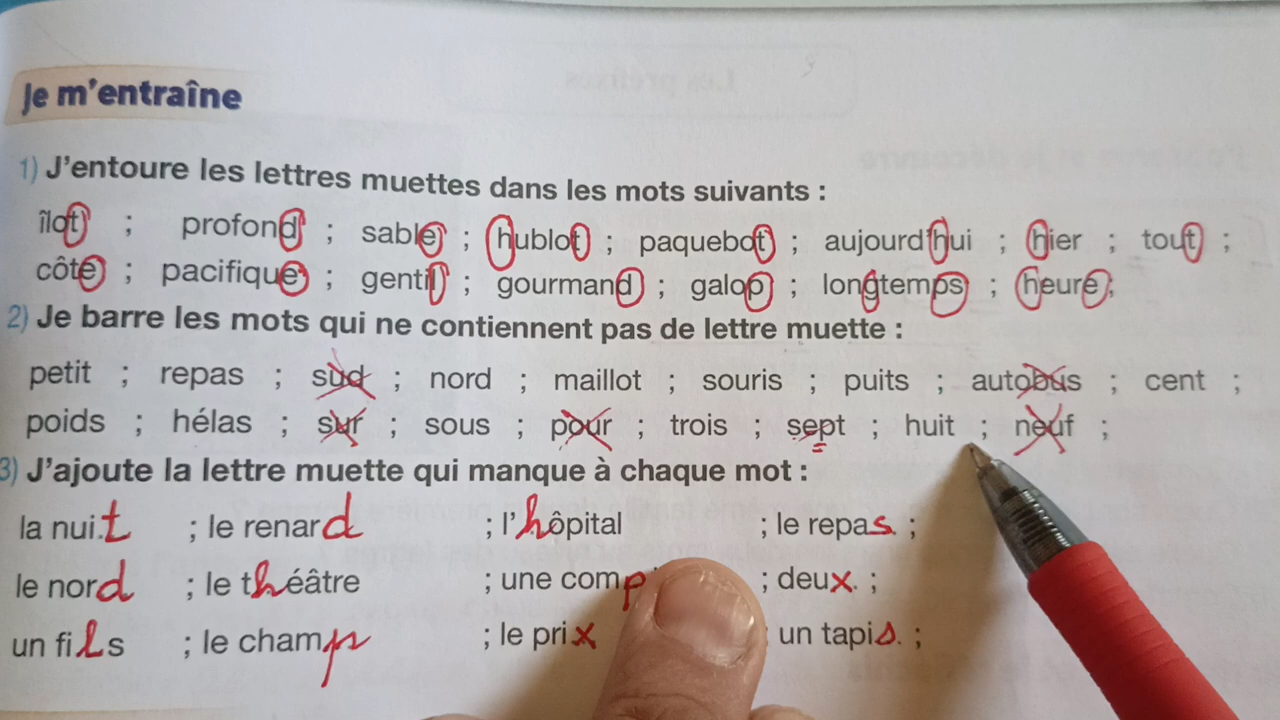 Je m'entraîne
1) J'entoure les lettres muettes dans les mots suivants :
îlot ; profond ; sable ; hublot ; paquebot ; aujourd'hui ; hier ; tout ;
côte ; pacifique ; gentil ; gourmand ; galop ; longtemps ; heure ;
2) Je barre les mots qui ne contiennent pas de lettre muette :
petit ; repas ; sud ; nord ; maillot ; souris ; puits ; autobus ; cent ;
poids ; hélas ; sur ; sous ; pour ; trois ; sept ; huit ; neuf ;
3) J'ajoute la lettre muette qui manque à chaque mot :
la nuit ; le renard ; l'hôpital ; le repas ;
le nord ; le théâtre ; une comp ; deux ;
un fils ; le champs ; le prix ; un tapis ;